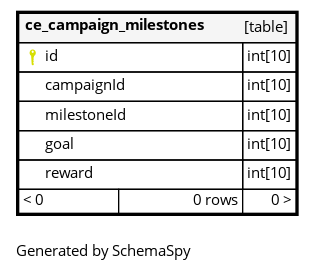 ce_campaign_milestones [table]
id int[10]
campaignId int[10]
milestoneId int[10]
goal int[10]
reward int[10]
< 0 0 rows 0 >
Generated by SchemaSpy